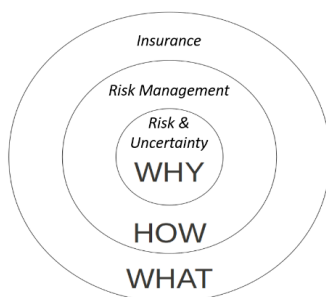 Insurance
Risk Management
Risk &
Uncertainty
WHY
HOW
WHAT